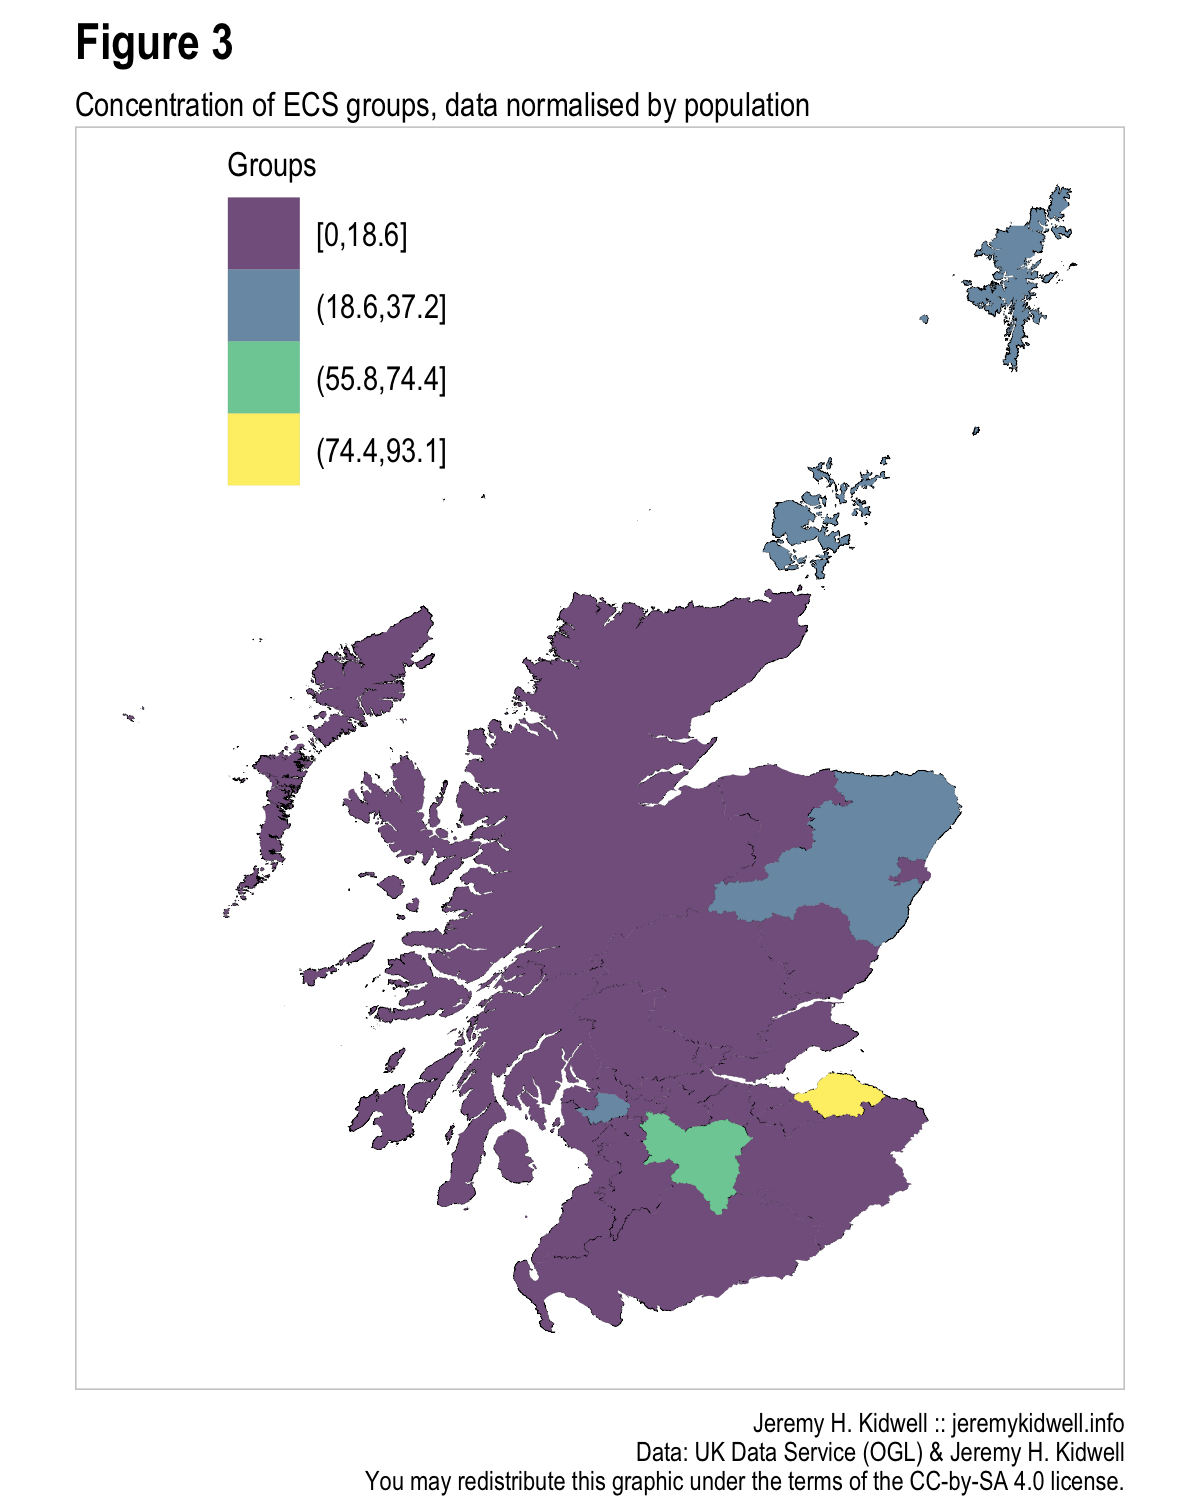 Figure 3
Concentration of ECS groups, data normalised by population
Groups
[0,18.6]
(18.6,37.2]
(55.8,74.4]
(74.4,93.1]
Jeremy H. Kidwell :: jeremykidwell.info
Data: UK Data Service (OGL) & Jeremy H. Kidwell
You may redistribute this graphic under the terms of the CC-by-SA 4.0 license.